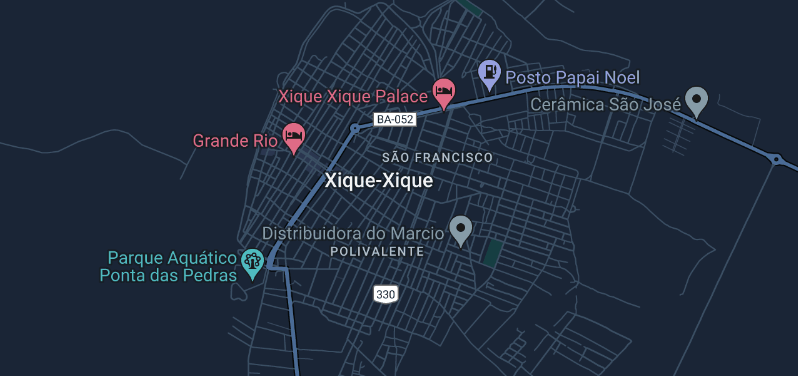 Posto Papai Noel
Xique Xique Palace
Cerâmica São José
BA-052
Grande Rio
SÃO FRANCISCO
Xique-Xique
Distribuidora do Marcio
POLIVALENTE
Parque Aquático
Ponta das Pedras
330